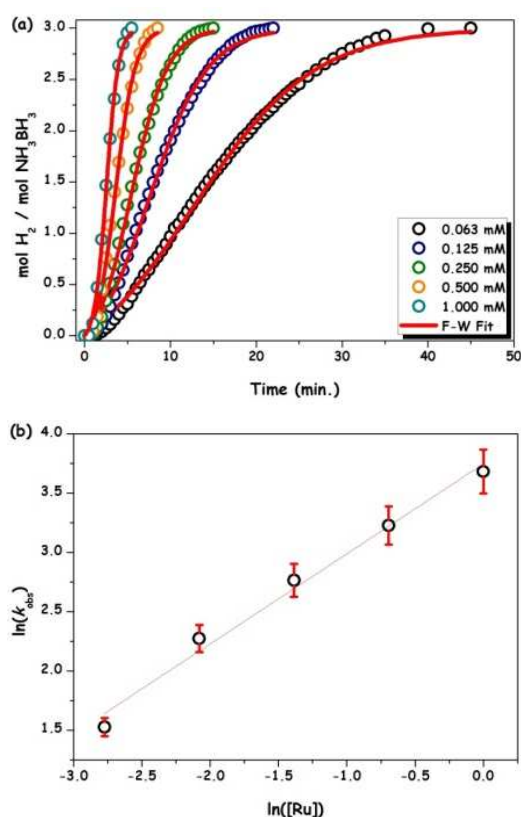 (a)
mol H2 / mol NH3BH3
3.0
2.5
2.0
1.5
1.0
0.5
0.0
0.063 mM
0.125 mM
0.250 mM
0.500 mM
1.000 mM
F-W Fit
0 10 20 30 40 50
Time (min.)
(b)
ln(kobs)
4.0
3.5
3.0
2.5
2.0
1.5
-3.0 -2.5 -2.0 -1.5 -1.0 -0.5 0.0
ln([Ru])